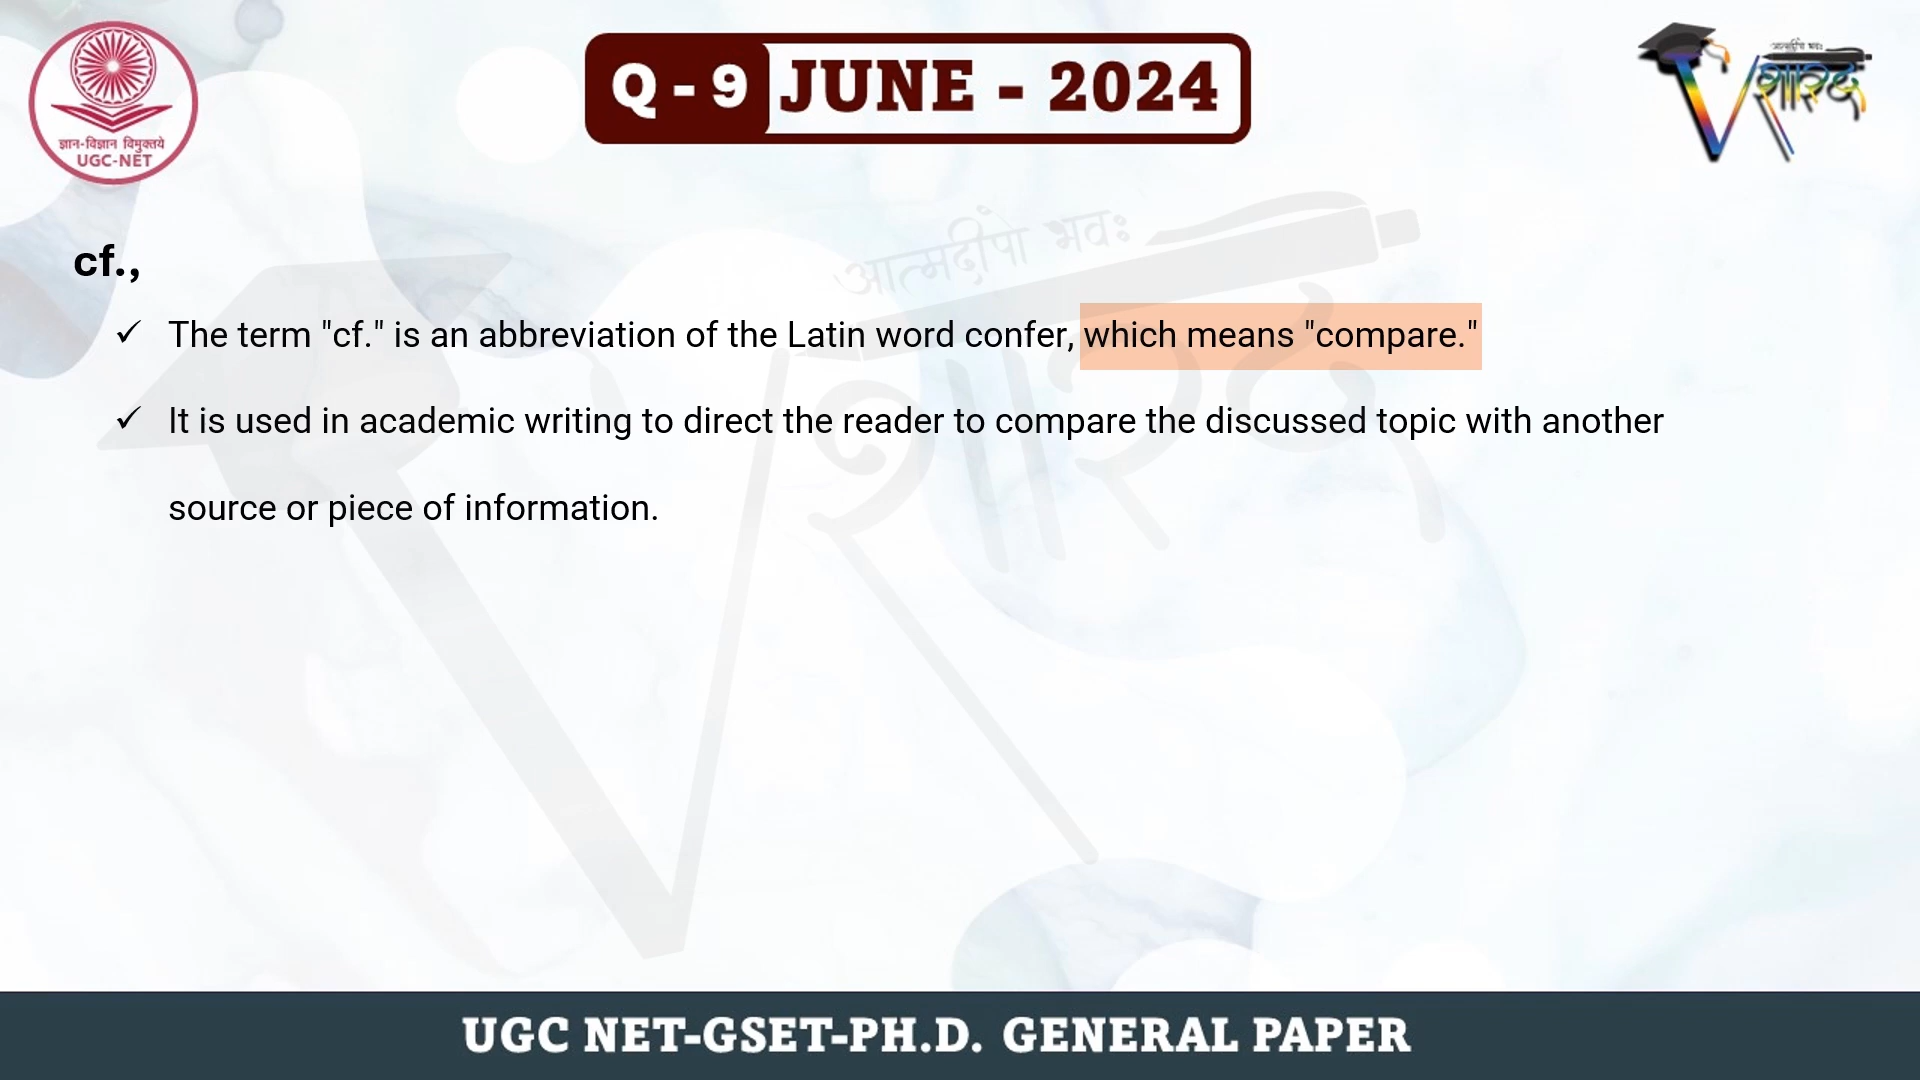 ज्ञान-विज्ञान विमुक्तये
UGC-NET
Q - 9 JUNE - 2024
आत्मदीपो भवः
शारद
cf.,
✓ The term "cf." is an abbreviation of the Latin word confer, which means "compare."
✓ It is used in academic writing to direct the reader to compare the discussed topic with another
source or piece of information.
UGC NET-GSET-PH.D. GENERAL PAPER